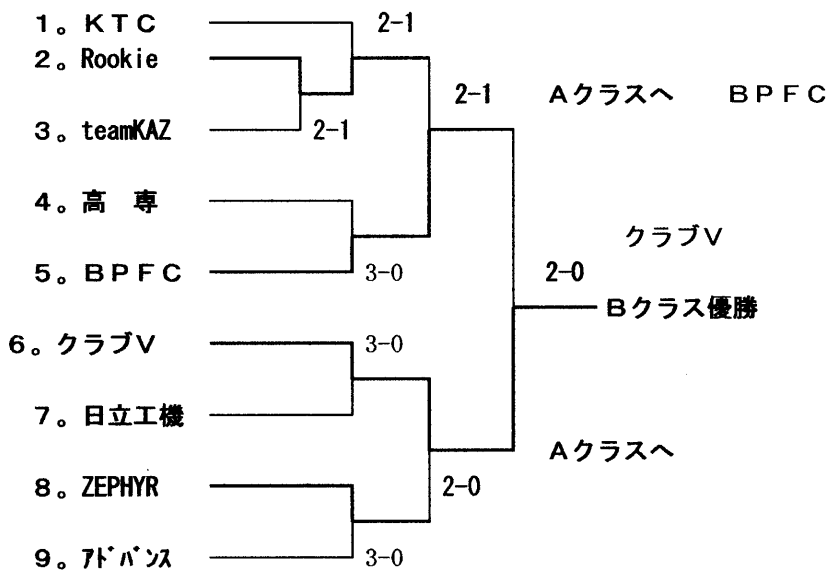 1。KTC 2-1
2。Rookie
2-1 Aクラスへ BPFC
3。teamKAZ 2-1
4。高 専
クラブV
5。BPFC 3-0 2-0
Bクラス優勝
6。クラブV 3-0
7。日立工機
Aクラスへ
8。ZEPHYR 2-0
9。ｱﾄﾞﾊﾞﾝｽ 3-0